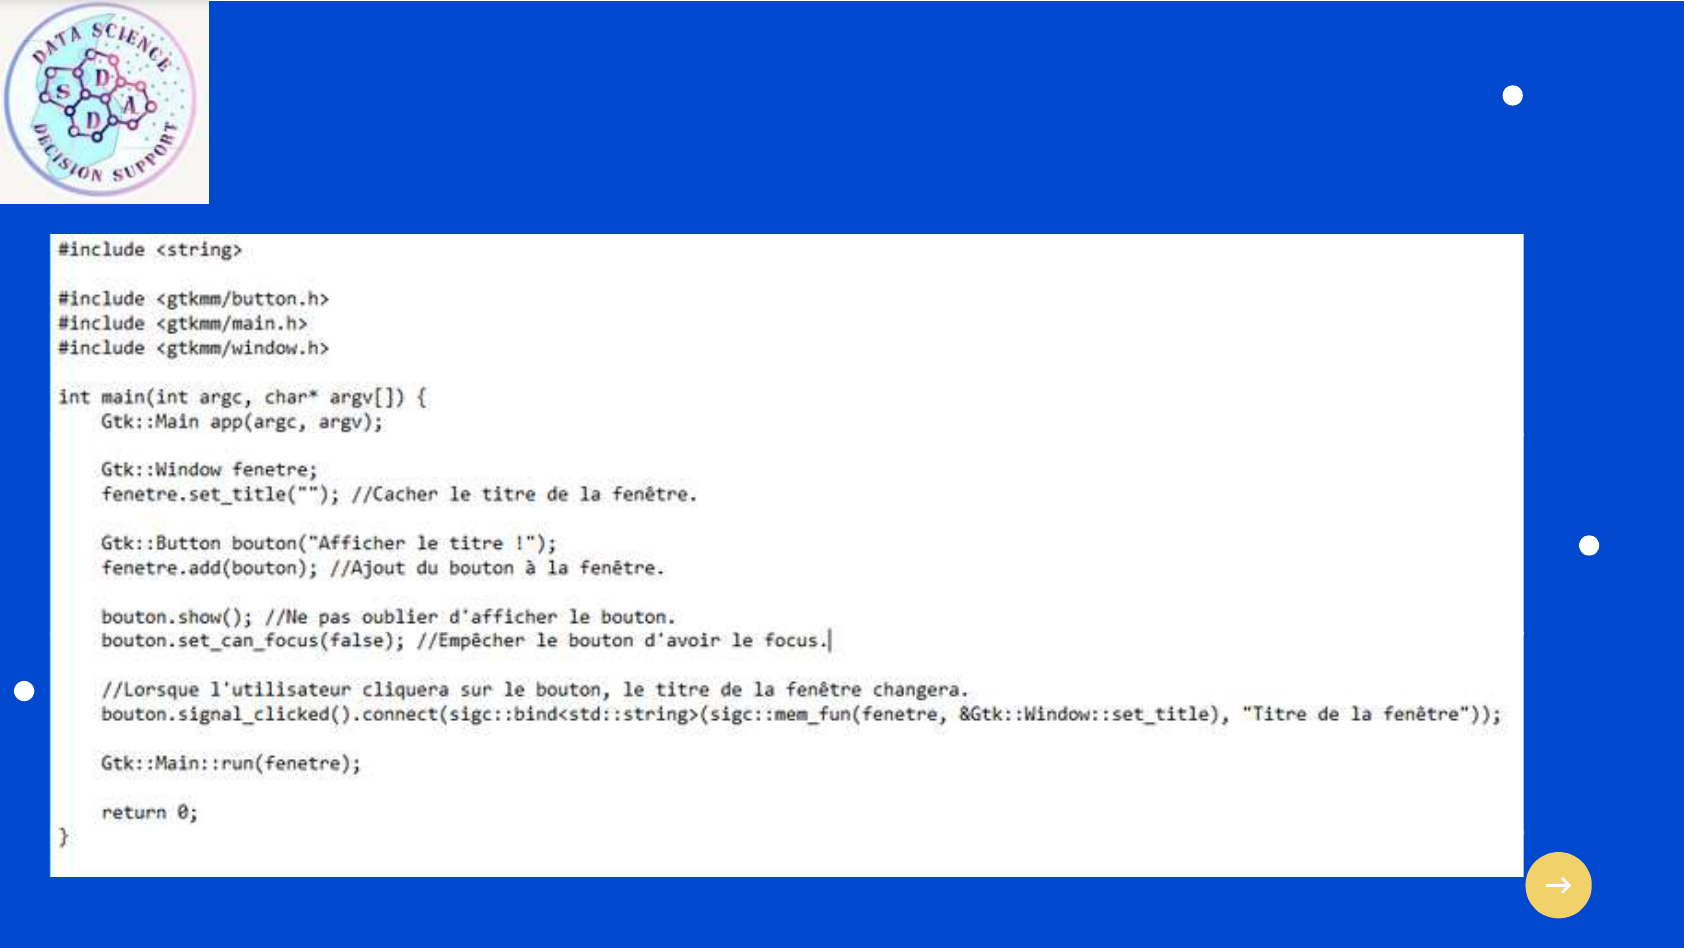 DATA SCIENCE
S D
D A
DECISION SUPPORT
#include <string>
#include <gtkmm/button.h>
#include <gtkmm/main.h>
#include <gtkmm/window.h>
int main(int argc, char* argv[]) {
Gtk::Main app(argc, argv);
Gtk::Window fenetre;
fenetre.set_title(""); //Cacher le titre de la fenêtre.
Gtk::Button bouton("Afficher le titre !");
fenetre.add(bouton); //Ajout du bouton à la fenêtre.
bouton.show(); //Ne pas oublier d'afficher le bouton.
bouton.set_can_focus(false); //Empêcher le bouton d'avoir le focus.
//Lorsque l'utilisateur cliquera sur le bouton, le titre de la fenêtre changera.
bouton.signal_clicked().connect(sigc::bind<std::string>(sigc::mem_fun(fenetre, &Gtk::Window::set_title), "Titre de la fenêtre"));
Gtk::Main::run(fenetre);
return 0;
}